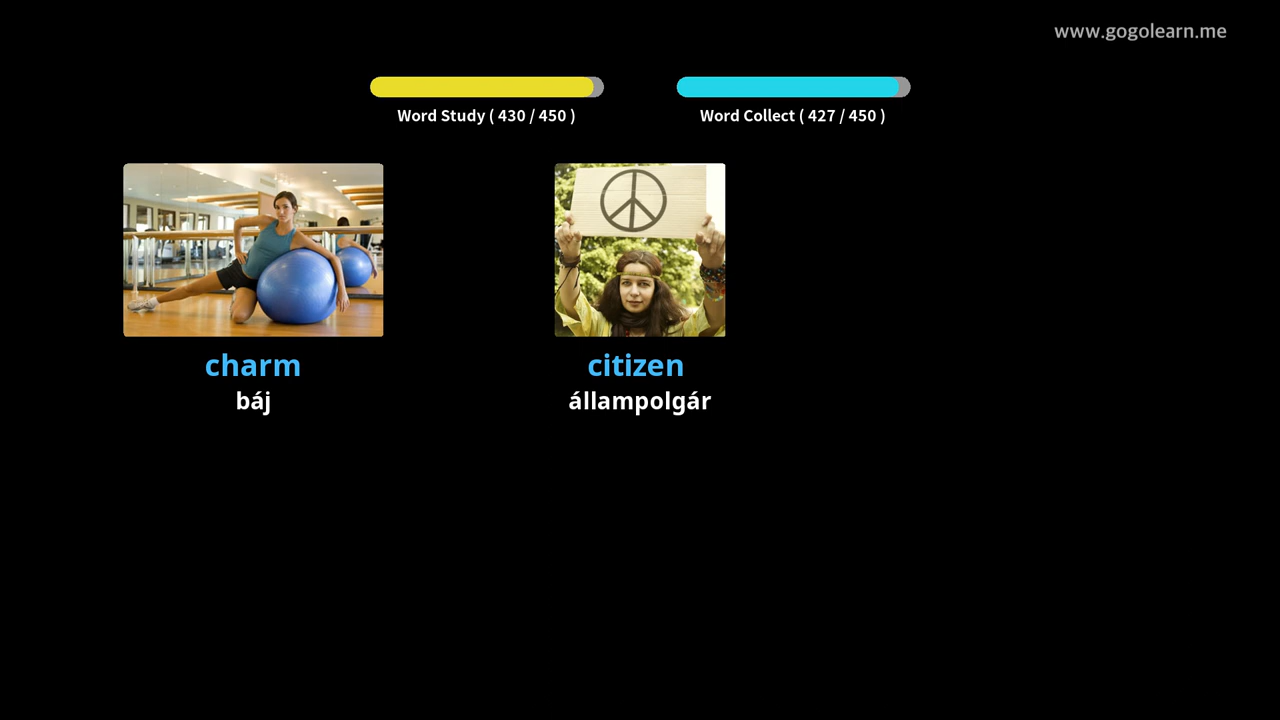 www.gogolearn.me
Word Study ( 430 / 450 )
Word Collect ( 427 / 450 )
charm
báj
citizen
állampolgár